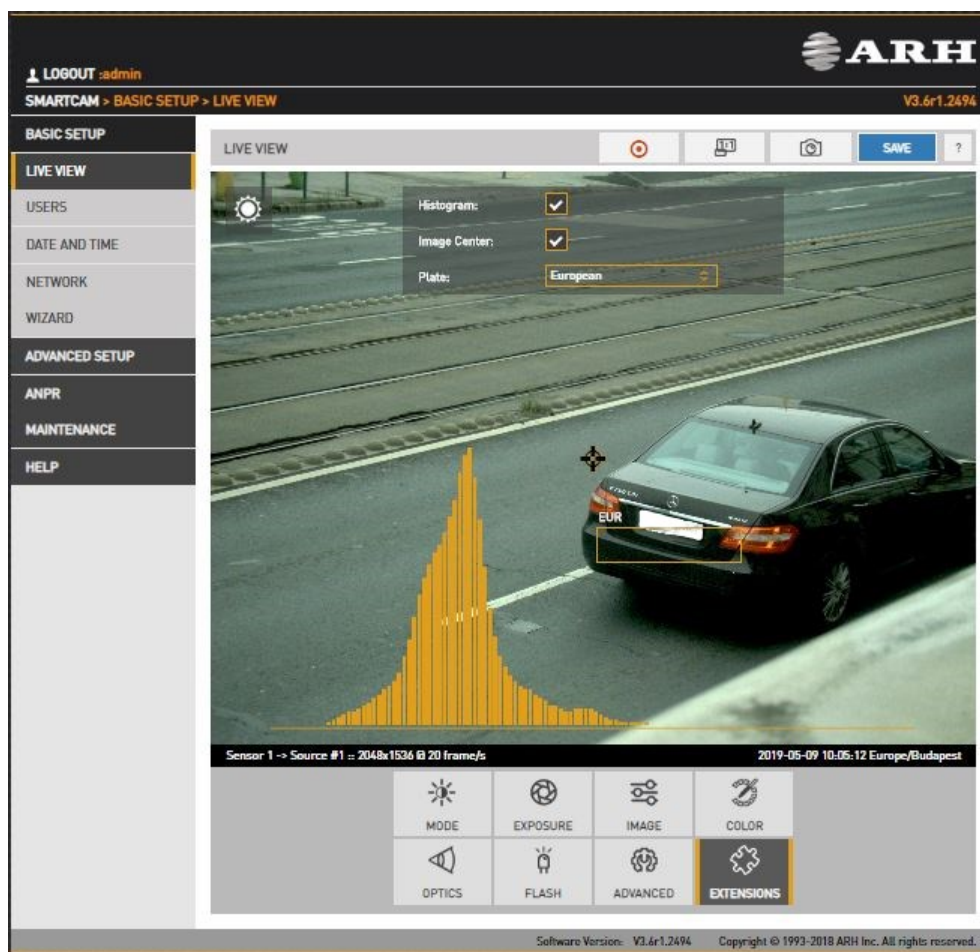 ARH
LOGOUT :admin
SMARTCAM > BASIC SETUP > LIVE VIEW
V3.6r1.2494
BASIC SETUP
LIVE VIEW
USERS
DATE AND TIME
NETWORK
WIZARD
ADVANCED SETUP
ANPR
MAINTENANCE
HELP
LIVE VIEW
1:1
SAVE
?
Histogram:
Image Center:
Plate:
European
EUR
Sensor 1 -> Source #1 :: 2048x1536 @ 20 frame/s
2019-05-09 10:05:12 Europe/Budapest
MODE
EXPOSURE
IMAGE
COLOR
OPTICS
FLASH
ADVANCED
EXTENSIONS
Software Version: V3.6r1.2494
Copyright © 1993-2018 ARH Inc. All rights reserved.